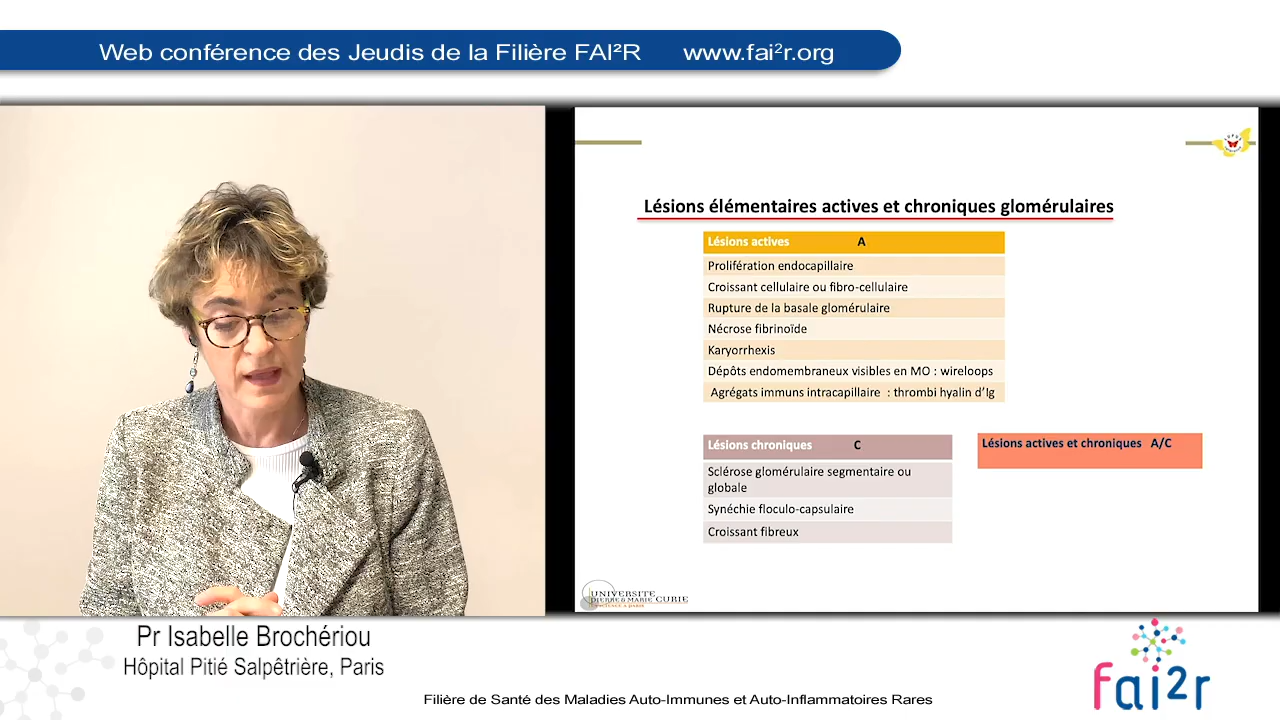 Web conférence des Jeudis de la Filière FAI²R www.fai²r.org
Lésions élémentaires actives et chroniques glomérulaires
Lésions actives A
Prolifération endocapillaire
Croissant cellulaire ou fibro-cellulaire
Rupture de la basale glomérulaire
Nécrose fibrinoïde
Karyorrhexis
Dépôts endomembraneux visibles en MO : wireloops
Agrégats immuns intracapillaire : thrombi hyalin d'Ig
Lésions chroniques C
Sclérose glomérulaire segmentaire ou
globale
Synéchie floculo-capsulaire
Croissant fibreux
Lésions actives et chroniques A/C
UNIVERSITE
PIERRE & MARIE CURIE
Pr Isabelle Brochériou
Hôpital Pitié Salpêtrière, Paris
fai2r
Filière de Santé des Maladies Auto-Immunes et Auto-Inflammatoires Rares